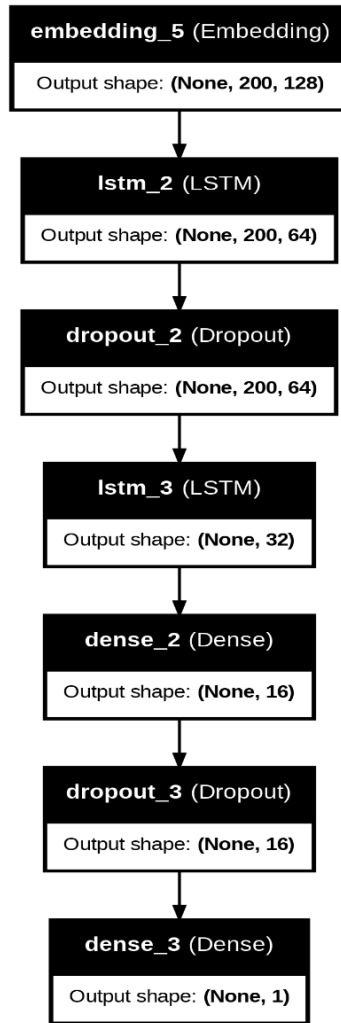 embedding_5 (Embedding)
Output shape: (None, 200, 128)
lstm_2 (LSTM)
Output shape: (None, 200, 64)
dropout_2 (Dropout)
Output shape: (None, 200, 64)
lstm_3 (LSTM)
Output shape: (None, 32)
dense_2 (Dense)
Output shape: (None, 16)
dropout_3 (Dropout)
Output shape: (None, 16)
dense_3 (Dense)
Output shape: (None, 1)